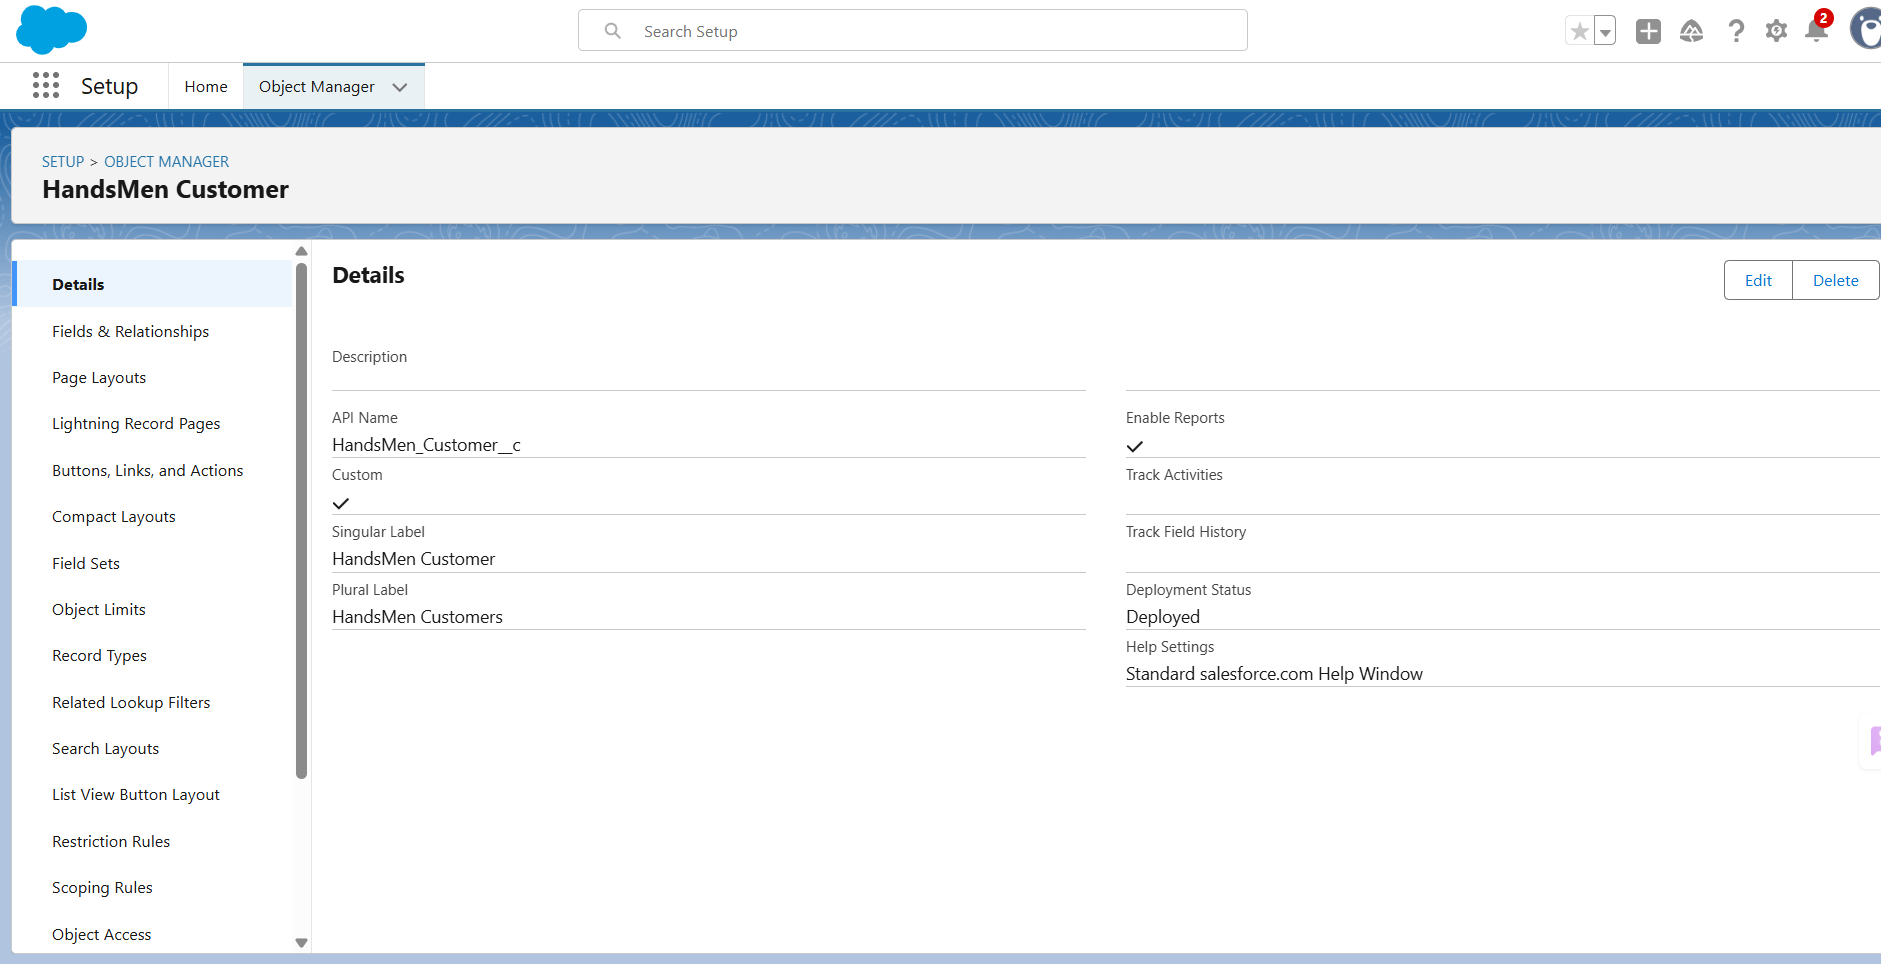 Search Setup
2
Setup
Home
Object Manager
SETUP > OBJECT MANAGER
HandsMen Customer
Details
Fields & Relationships
Page Layouts
Lightning Record Pages
Buttons, Links, and Actions
Compact Layouts
Field Sets
Object Limits
Record Types
Related Lookup Filters
Search Layouts
List View Button Layout
Restriction Rules
Scoping Rules
Object Access
Details
Edit
Delete
Description
API Name
HandsMen_Customer__c
Custom
Singular Label
HandsMen Customer
Plural Label
HandsMen Customers
Enable Reports
Track Activities
Track Field History
Deployment Status
Deployed
Help Settings
Standard salesforce.com Help Window